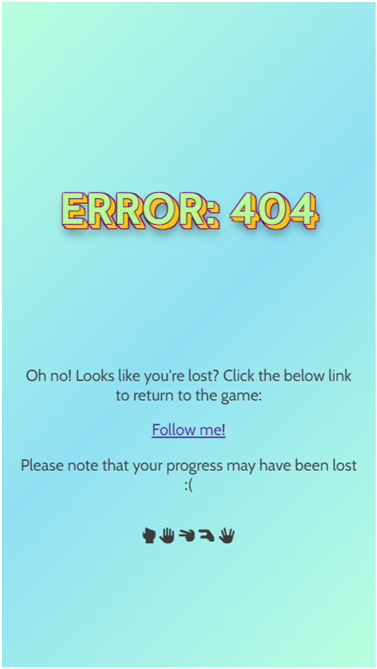 ERROR: 404
Oh no! Looks like you're lost? Click the below link
to return to the game:
Follow me!
Please note that your progress may have been lost
:(